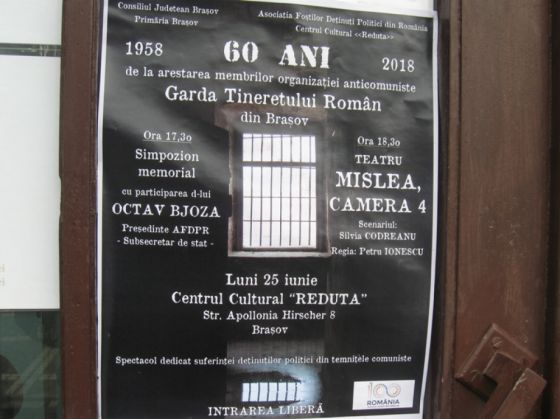 Consiliul Județean Brașov
Primăria Brașov
Asociația Foștilor Deținuți Politici din România
Centrul Cultural <<Reduta>>
1958
60 ANI
2018
de la arestarea membrilor organizației anticomuniste
Garda Tineretului Român
din Brașov
Ora 17,3o
Simpozion
memorial
cu participarea d-lui
OCTAV BJOZA
Președinte AFDPR
- Subsecretar de stat -
Ora 18,3o
TEATRU
MISLEA,
CAMERA 4
Scenariul:
Silvia CODREANU
Regia: Petru IONESCU
Luni 25 iunie
Centrul Cultural “REDUTA”
Str. Apollonia Hirscher 8
Brașov
Spectacol dedicat suferinței deținuților politici din temnițele comuniste
INTRAREA LIBERĂ
ROMÂNIA